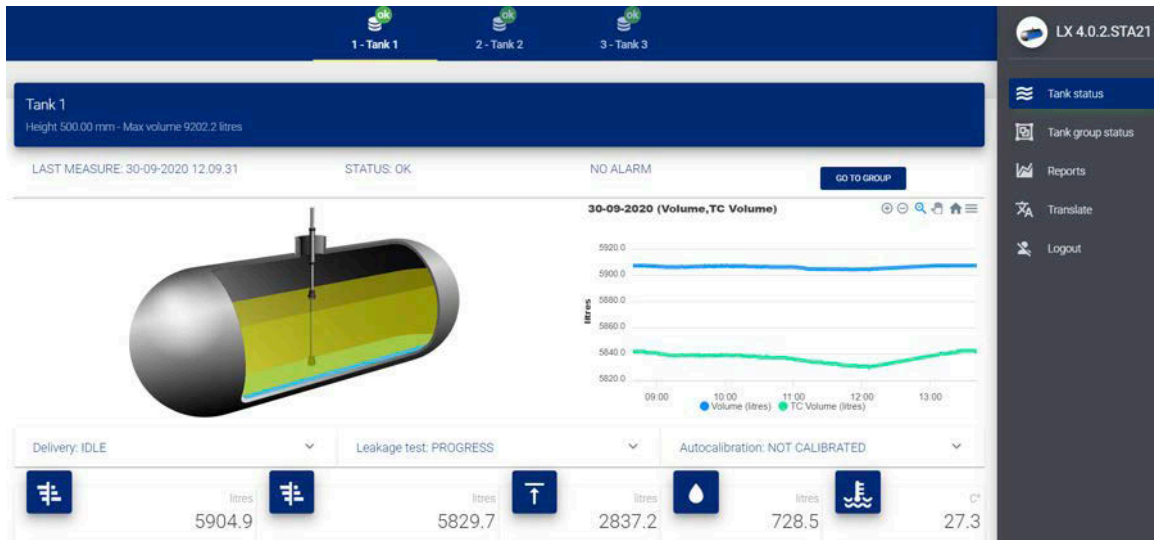 ok
ok
ok
1 - Tank 1
2 - Tank 2
3 - Tank 3
LX 4.0.2.STA21
Tank status
Tank group status
Reports
Translate
Logout
Tank 1
Height 500.00 mm - Max volume 9202.2 litres
LAST MEASURE: 30-09-2020 12.09.31
STATUS: OK
NO ALARM
GO TO GROUP
30-09-2020 (Volume,TC Volume)
litres
5920.0
5900.0
5880.0
5860.0
5840.0
5820.0
09:00
10:00
11:00
12:00
13:00
Volume (litres)
TC Volume (litres)
Delivery: IDLE
Leakage test: PROGRESS
Autocalibration: NOT CALIBRATED
litres
5904.9
litres
5829.7
litres
2837.2
litres
728.5
C°
27.3